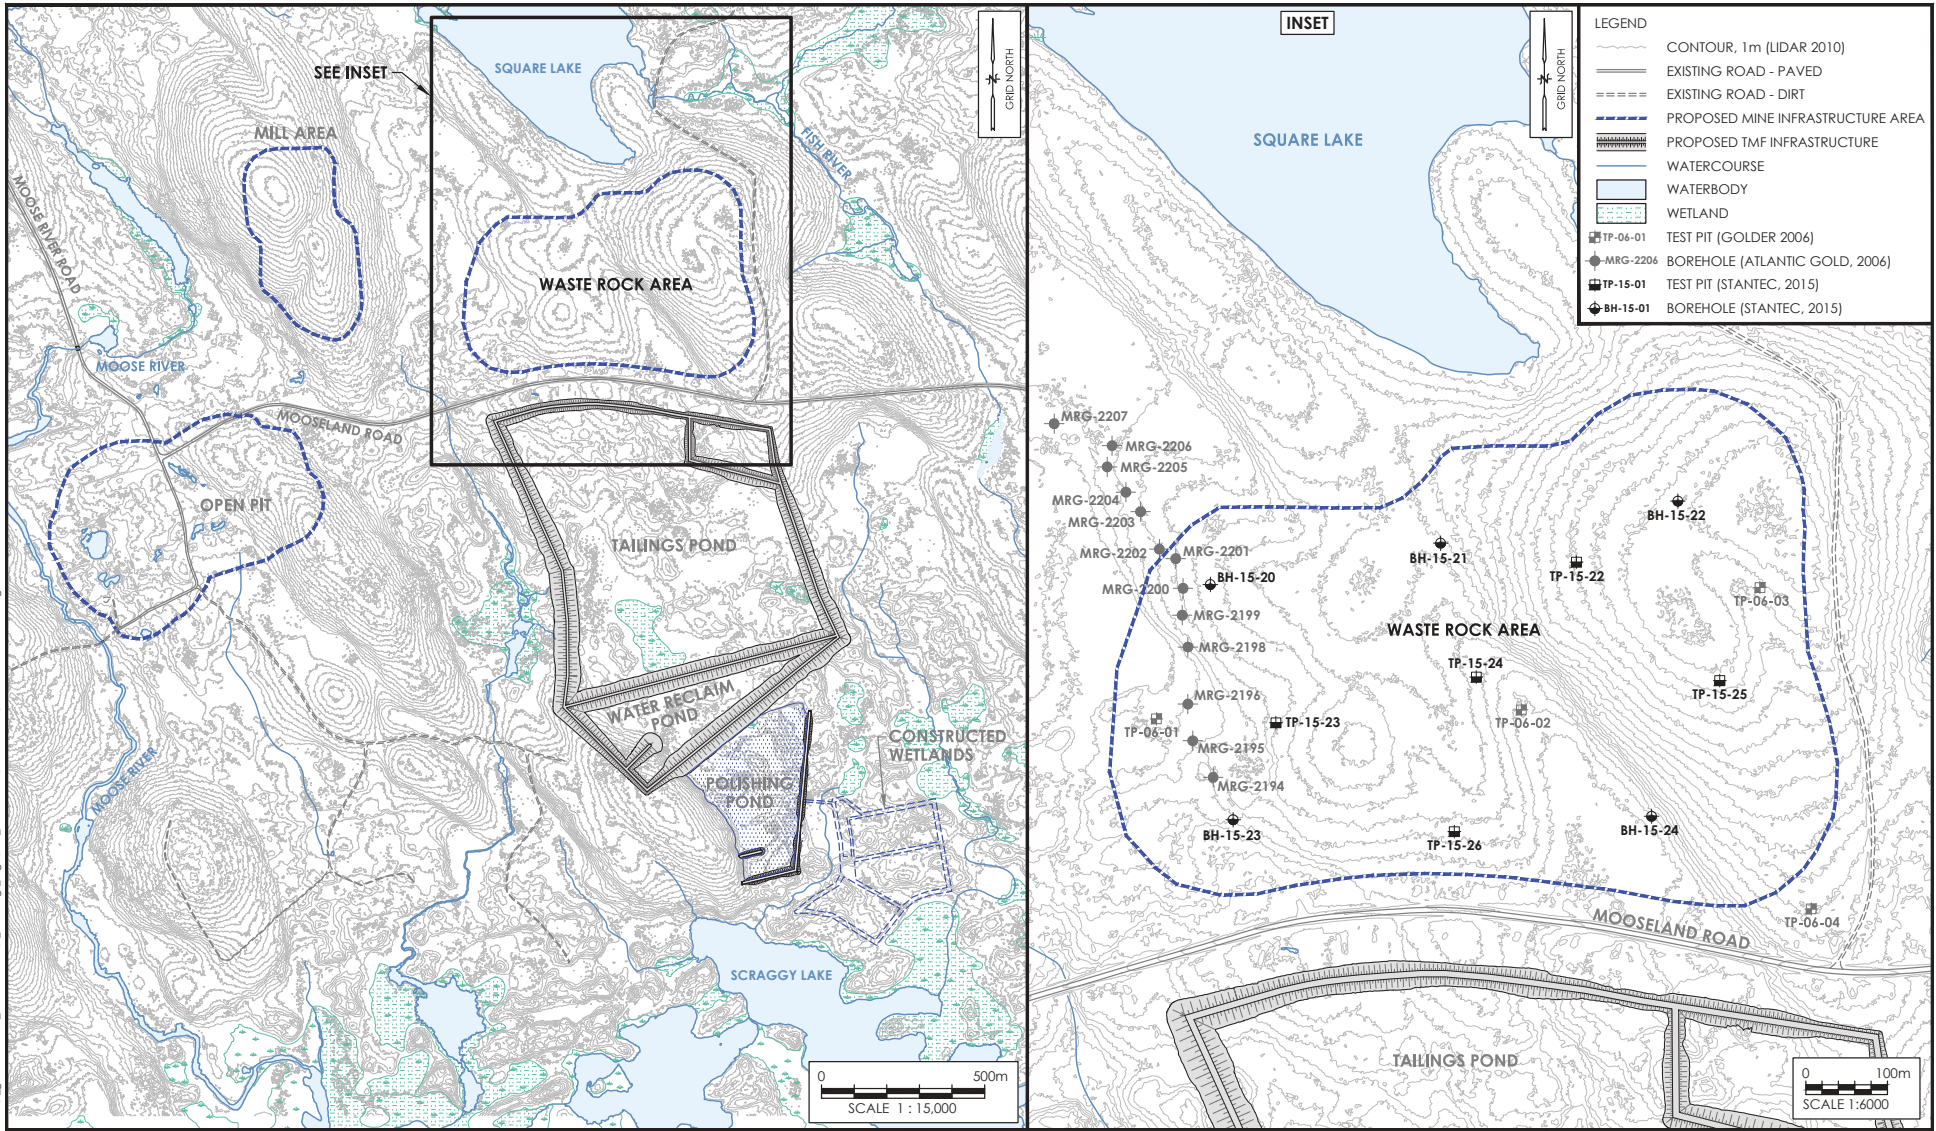 SEE INSET
SQUARE LAKE
GRID NORTH
MILL AREA
FISH RIVER
MOOSE RIVER ROAD
WASTE ROCK AREA
MOOSE RIVER
MOOSELAND ROAD
OPEN PIT
TAILINGS POND
WATER RECLAIM
POND
CONSTRUCTED
WETLANDS
POLISHING
POND
MOOSE RIVER
SCRAGGY LAKE
0 500m
SCALE 1 : 15,000
INSET
GRID NORTH
SQUARE LAKE
LEGEND
CONTOUR, 1m (LIDAR 2010)
EXISTING ROAD - PAVED
EXISTING ROAD - DIRT
PROPOSED MINE INFRASTRUCTURE AREA
PROPOSED TMF INFRASTRUCTURE
WATERCOURSE
WATERBODY
WETLAND
TP-06-01 TEST PIT (GOLDER 2006)
MRG-2206 BOREHOLE (ATLANTIC GOLD, 2006)
TP-15-01 TEST PIT (STANTEC, 2015)
BH-15-01 BOREHOLE (STANTEC, 2015)
MRG-2207
MRG-2206
MRG-2205
MRG-2204
MRG-2203
MRG-2202
MRG-2201
MRG-2200
BH-15-20
MRG-2199
MRG-2198
MRG-2196
TP-06-01
MRG-2195
MRG-2194
BH-15-23
BH-15-22
BH-15-21
TP-15-22
TP-06-03
WASTE ROCK AREA
TP-15-24
TP-15-25
TP-06-02
TP-15-23
BH-15-24
TP-15-26
TP-06-04
MOOSELAND ROAD
TAILINGS POND
0 100m
SCALE 1:6000